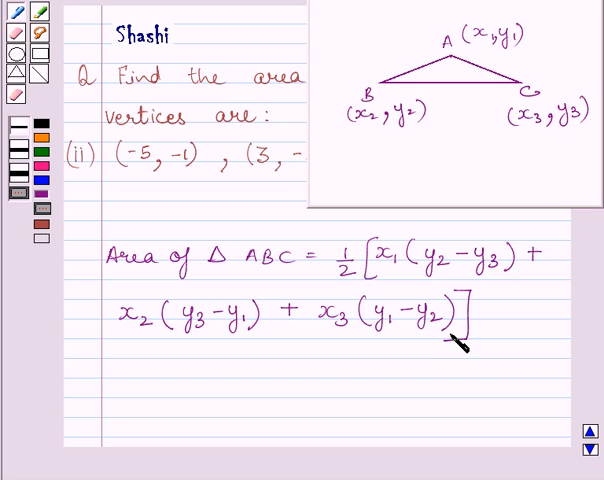 Shashi
Q Find the area
vertices are:
(ii) (-5, -1) , (3, -
A (x1, y1)
B
C
(x2, y2)
(x3, y3)
Area of Δ ABC = 1/2 [x1 (y2 - y3) +
x2 (y3 - y1) + x3 (y1 - y2)]